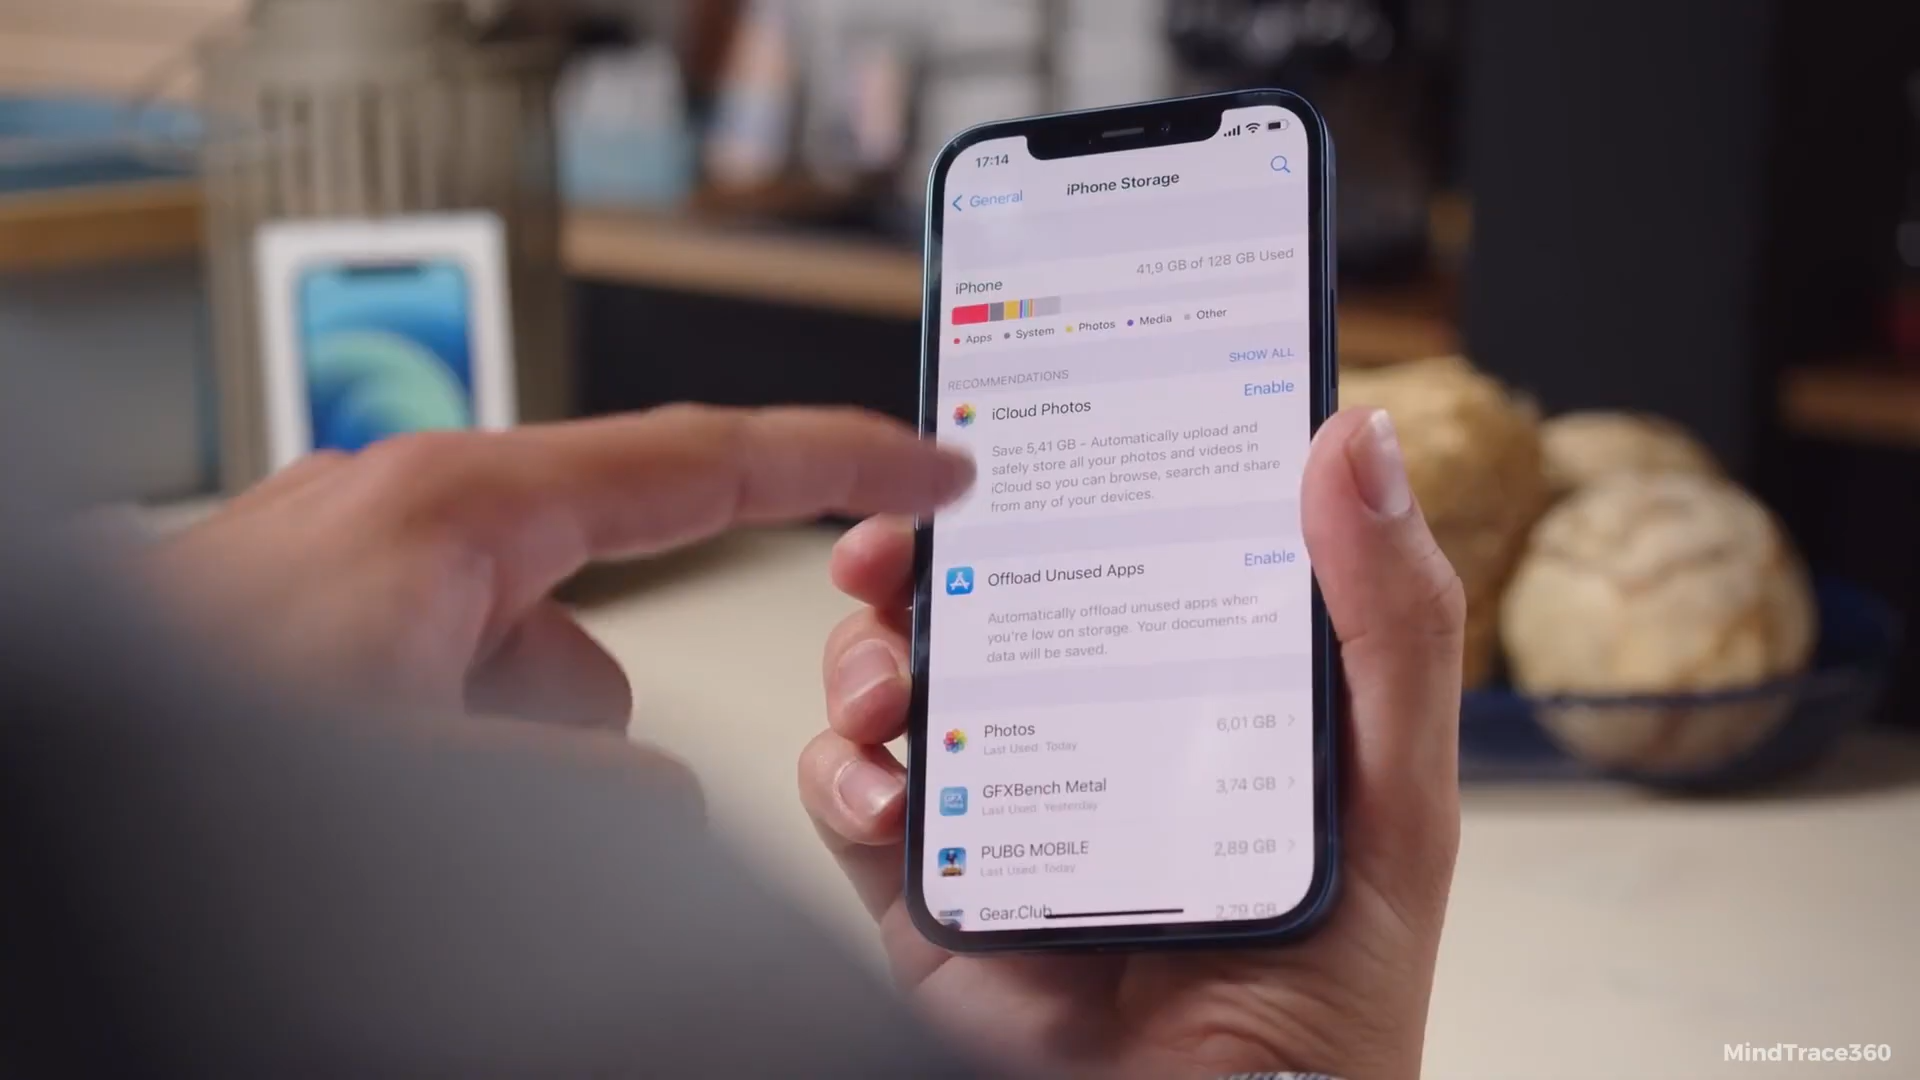 17:14
General
iPhone Storage
iPhone
41,9 GB of 128 GB Used
Apps System Photos Media Other
SHOW ALL
RECOMMENDATIONS
iCloud Photos
Enable
Save 5,41 GB – Automatically upload and
safely store all your photos and videos in
iCloud so you can browse, search and share
from any of your devices.
Offload Unused Apps
Enable
Automatically offload unused apps when
you're low on storage. Your documents and
data will be saved.
Photos
6,01 GB
Last Used: Today
GFXBench Metal
3,74 GB
Last Used: Yesterday
PUBG MOBILE
2,89 GB
Last Used: Today
Gear.Club
2,79 GB
MindTrace360